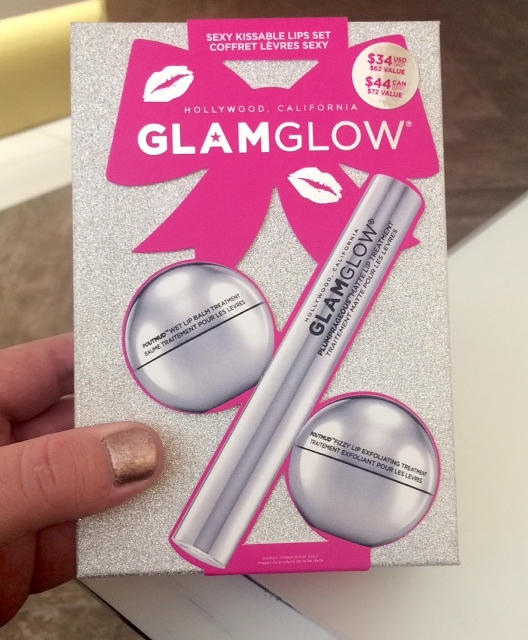 SEXY KISSABLE LIPS SET
COFFRET LÈVRES SEXY
$34 USD
$62 VALUE
$44 CAN
$72 VALUE
HOLLYWOOD, CALIFORNIA
GLAMGLOW®
HOLLYWOOD, CALIFORNIA
GLAMGLOW®
PLUMPRAGEOUS™ MATTE LIP TREATMENT
TRAITEMENT MATTE POUR LES LÈVRES
POUTMUD™ WET LIP BALM TREATMENT
BAUME TRAITEMENT POUR LES LÈVRES
POUTMUD™ FIZZY LIP EXFOLIATING TREATMENT
TRAITEMENT EXFOLIANT POUR LES LÈVRES